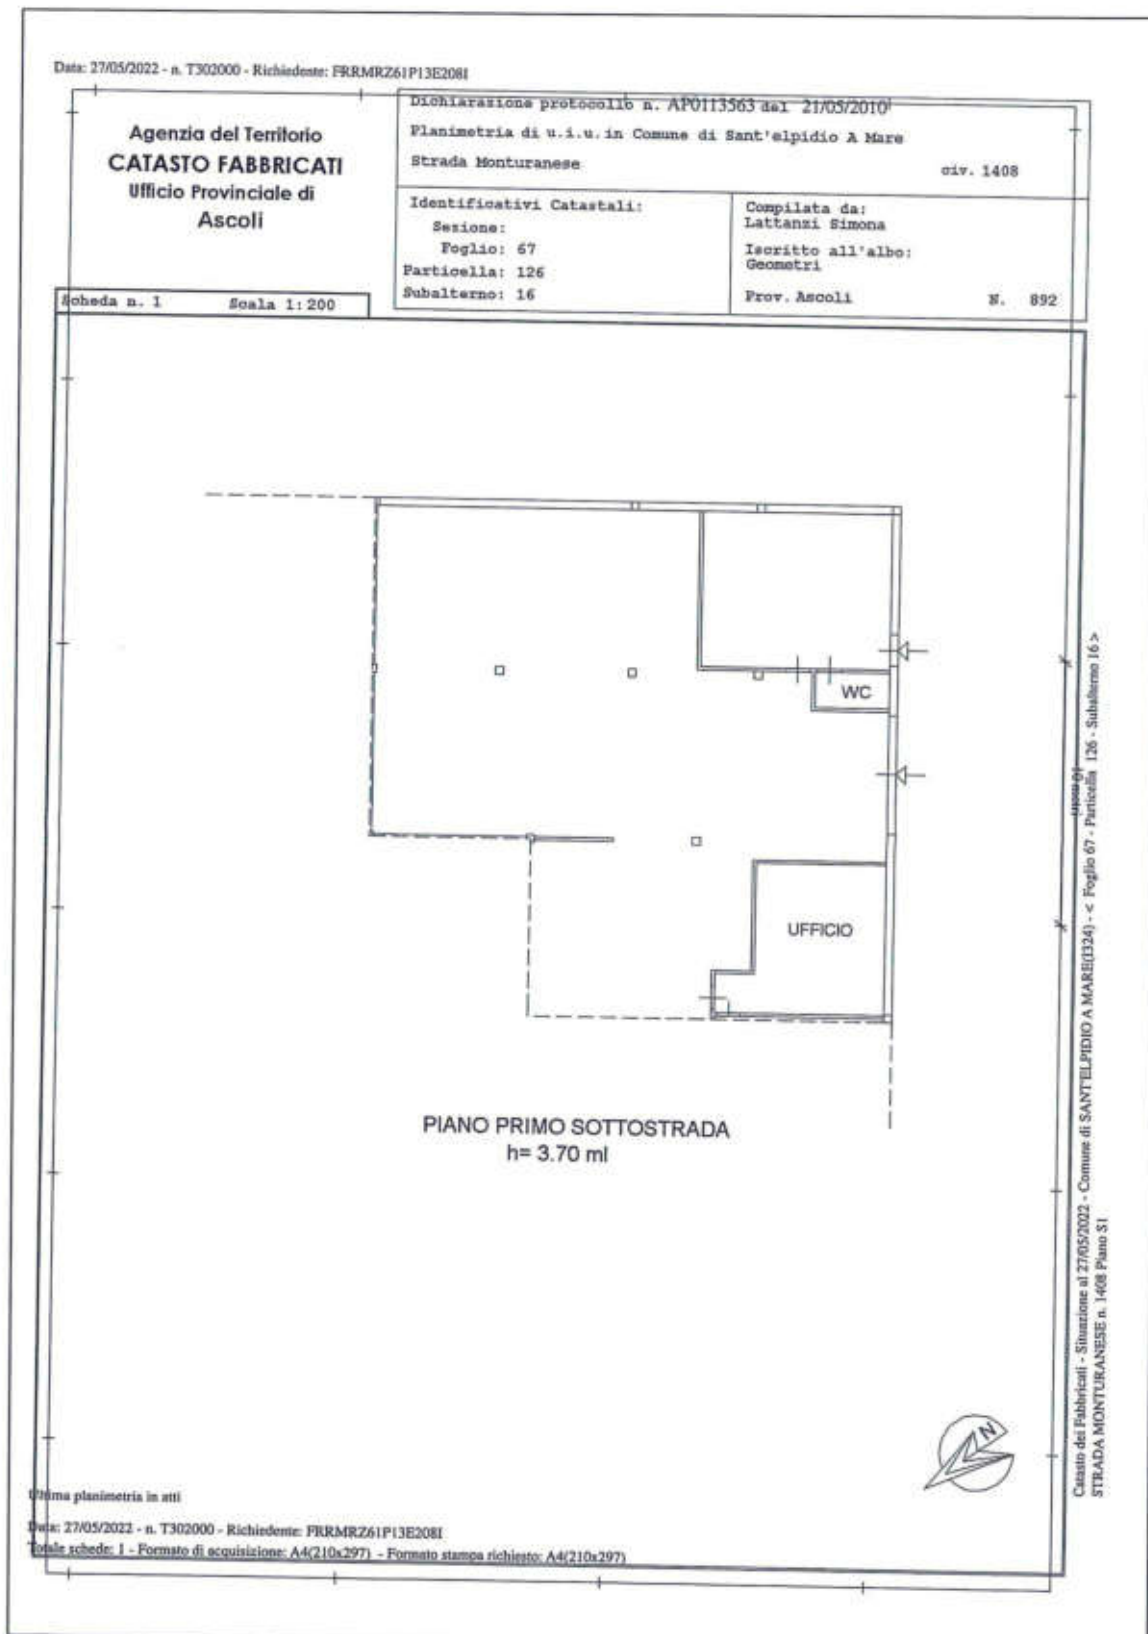 Data: 27/05/2022 - n. T302000 - Richiedente: FRRMRZ61P13E208I
Agenzia del Territorio
CATASTO FABBRICATI
Ufficio Provinciale di
Ascoli
Dichiarazione protocollo n. AP0113563 del 21/05/2010
Planimetria di u.i.u. in Comune di Sant'elpidio A Mare
Strada Monturanese civ. 1408
Identificativi Catastali:
Sezione:
Foglio: 67
Particella: 126
Subalterno: 16
Compilata da:
Lattanzi Simona
Iscritto all'albo:
Geometri
Prov. Ascoli N. 892
Scheda n. 1 Scala 1:200
WC
UFFICIO
PIANO PRIMO SOTTOSTRADA
h= 3.70 ml
N
10 metri
Catasto dei Fabbricati - Situazione al 27/05/2022 - Comune di SANT'ELPIDIO A MARE(I324) - < Foglio 67 - Particella 126 - Subalterno 16 >
STRADA MONTURANESE n. 1408 Piano S1
Ultima planimetria in atti
Data: 27/05/2022 - n. T302000 - Richiedente: FRRMRZ61P13E208I
Totale schede: 1 - Formato di acquisizione: A4(210x297) - Formato stampa richiesto: A4(210x297)